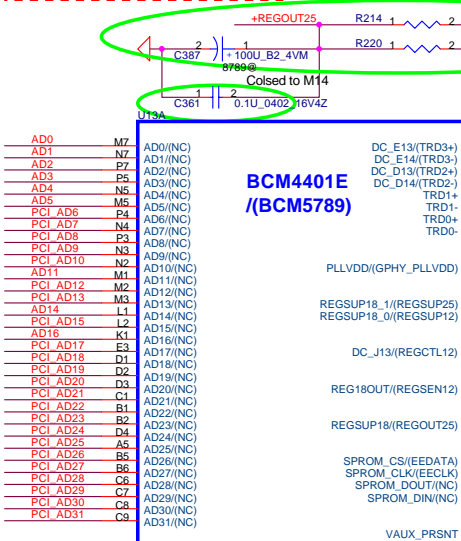 +REGOUT25 R214 1 2
C387 2 1 +100U_B2_4VM R220 1 2
8789@
Colsed to M14
C361 1 2 0.1U_0402_16V4Z
U13A
BCM4401E
/(BCM5789)
AD0 M7 AD0/(NC) DC_E13/(TRD3+)
AD1 N7 AD1/(NC) DC_E14/(TRD3-)
AD2 P7 AD2/(NC) DC_D13/(TRD2+)
AD3 P5 AD3/(NC) DC_D14/(TRD2-)
AD4 N5 AD4/(NC) TRD1+
AD5 M5 AD5/(NC) TRD1-
PCI_AD6 P4 AD6/(NC) TRD0+
PCI_AD7 N4 AD7/(NC) TRD0-
PCI_AD8 P3 AD8/(NC)
PCI_AD9 N3 AD9/(NC)
PCI_AD10 N2 AD10/(NC) PLLVDD/(GPHY_PLLVDD)
AD11 M1 AD11/(NC)
PCI_AD12 M2 AD12/(NC)
PCI_AD13 M3 AD13/(NC) REGSUP18_1/(REGSUP25)
AD14 L1 AD14/(NC) REGSUP18_0/(REGSUP12)
PCI_AD15 L2 AD15/(NC)
AD16 K1 AD16/(NC)
PCI_AD17 E3 AD17/(NC) DC_J13/(REGCTL12)
PCI_AD18 D1 AD18/(NC)
PCI_AD19 D2 AD19/(NC)
PCI_AD20 D3 AD20/(NC) REG18OUT/(REGSEN12)
PCI_AD21 C1 AD21/(NC)
PCI_AD22 B1 AD22/(NC)
PCI_AD23 B2 AD23/(NC) REGSUP18/(REGOUT25)
PCI_AD24 D4 AD24/(NC)
PCI_AD25 A5 AD25/(NC)
PCI_AD26 B5 AD26/(NC) SPROM_CS/(EEDATA)
PCI_AD27 B6 AD27/(NC) SPROM_CLK/(EECLK)
PCI_AD28 C6 AD28/(NC) SPROM_DOUT/(NC)
PCI_AD29 C7 AD29/(NC) SPROM_DIN/(NC)
PCI_AD30 C8 AD30/(NC)
PCI_AD31 C9 AD31/(NC)
VAUX_PRSNT